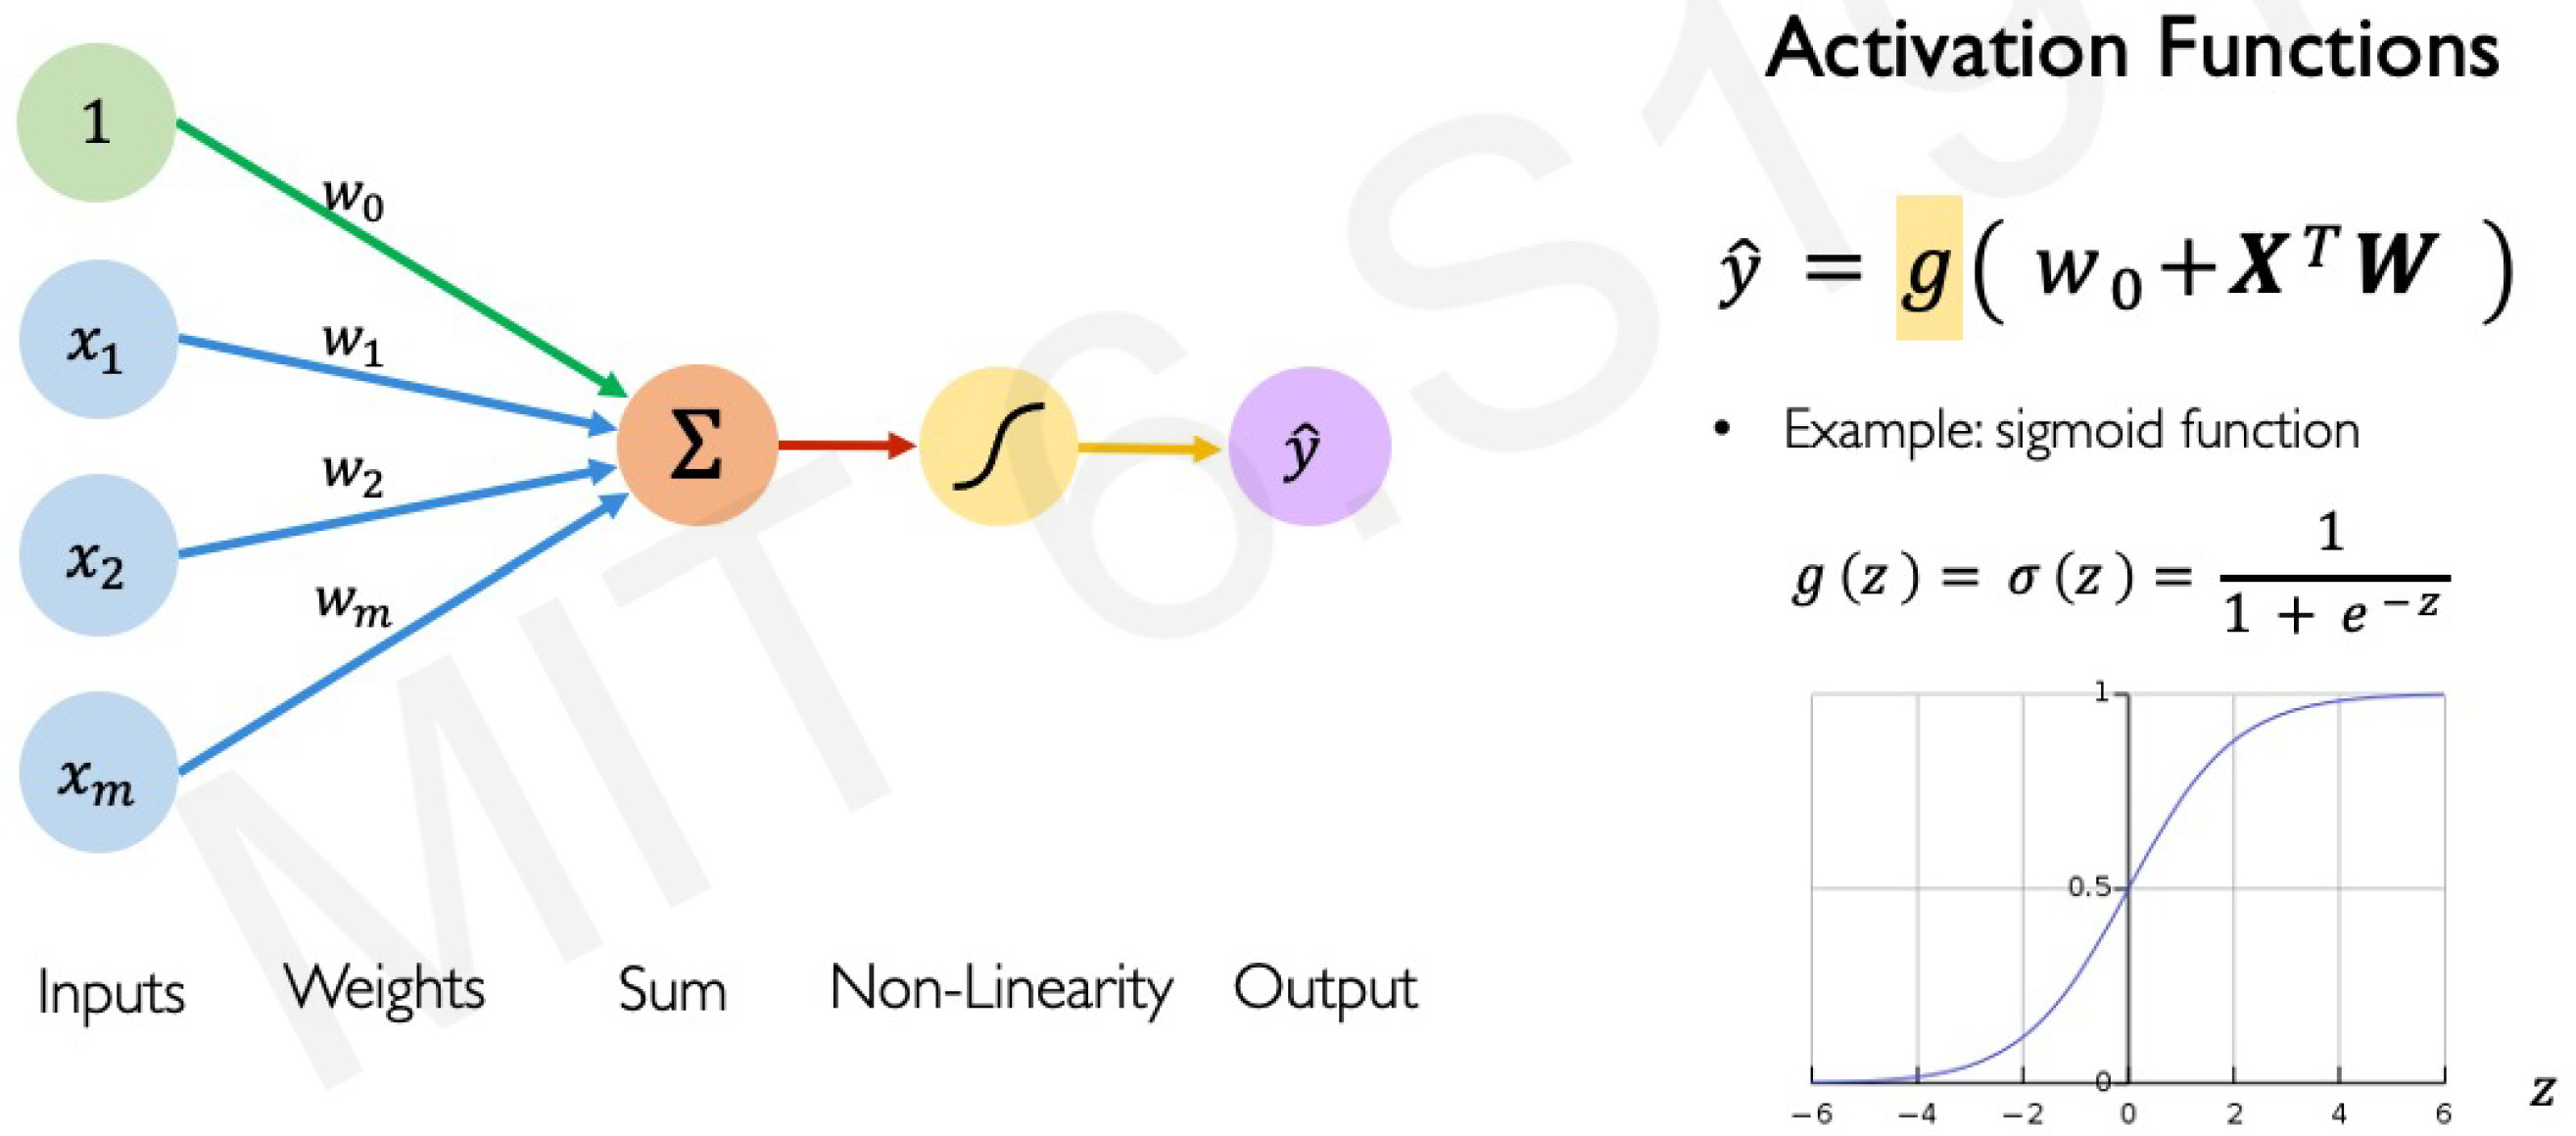 Activation Functions
1
w₀
x₁
w₁
x₂
w₂
xₘ
wₘ
Σ
ŷ
Inputs
Weights
Sum
Non-Linearity
Output
ŷ = g( w₀ + Xᵀ W )
• Example: sigmoid function
g(z) = σ(z) = 1 / (1 + e⁻ᶻ)
1
0.5
0
-6 -4 -2 0 2 4 6
z
MIT 6.S191